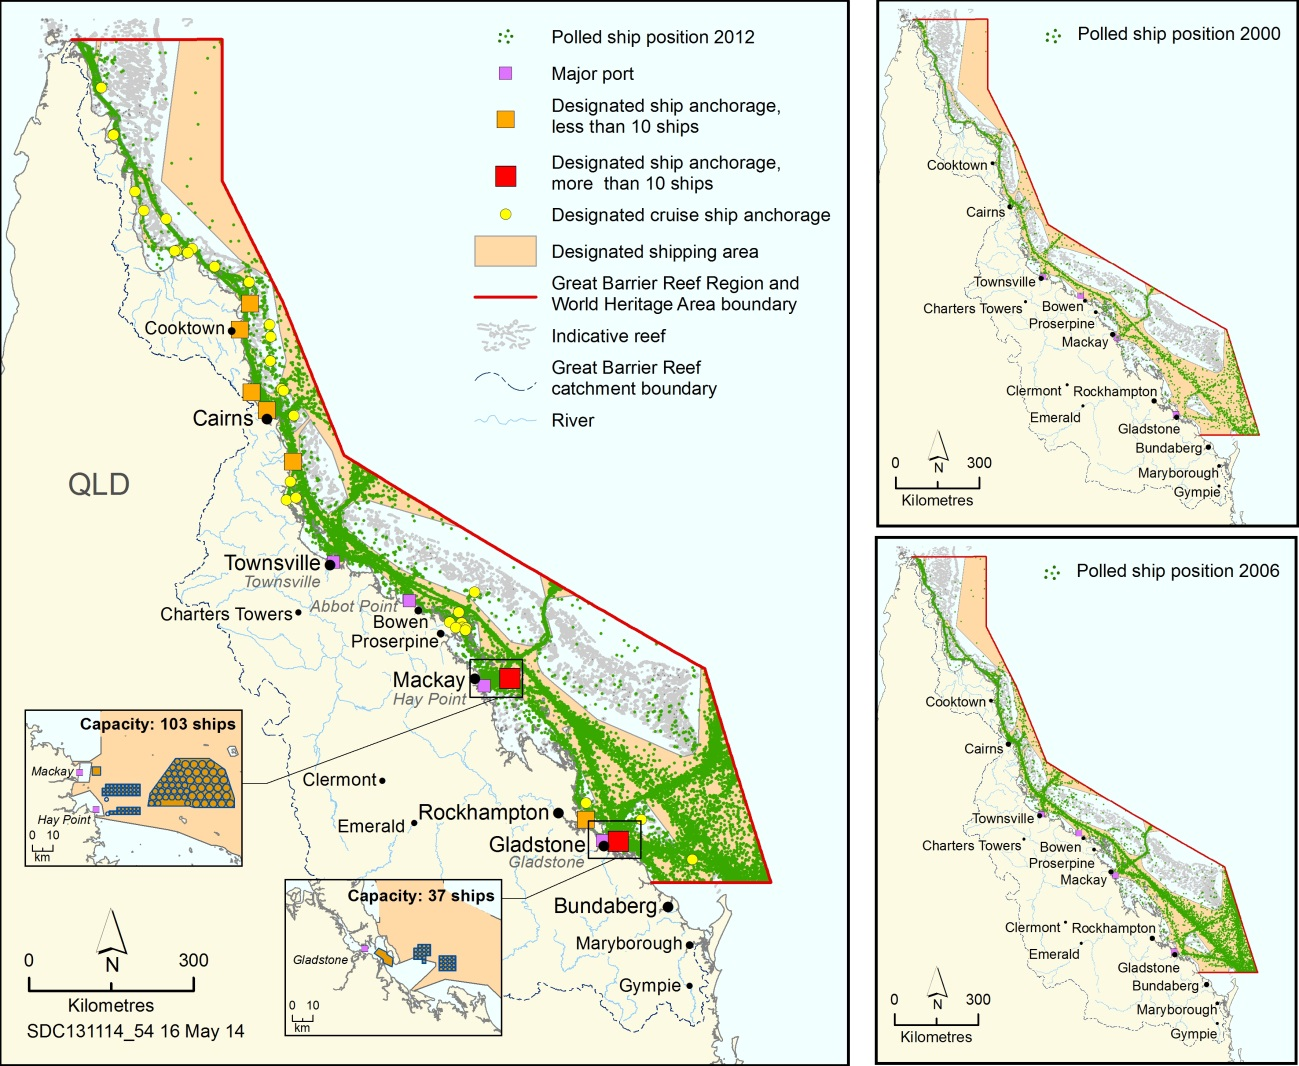 Polled ship position 2012
Major port
Designated ship anchorage,
less than 10 ships
Designated ship anchorage,
more than 10 ships
Designated cruise ship anchorage
Designated shipping area
Great Barrier Reef Region and
World Heritage Area boundary
Indicative reef
Great Barrier Reef
catchment boundary
River
Cooktown
Cairns
QLD
Townsville
Townsville
Charters Towers
Abbot Point
Bowen
Proserpine
Mackay
Hay Point
Capacity: 103 ships
Mackay
Hay Point
0 10
km
Clermont
Emerald
Rockhampton
Gladstone
Gladstone
Capacity: 37 ships
Gladstone
0 10
km
Bundaberg
Maryborough
Gympie
0 300
N
Kilometres
SDC131114_54 16 May 14
Polled ship position 2000
Cooktown
Cairns
Townsville
Charters Towers
Bowen
Proserpine
Mackay
Clermont
Rockhampton
Emerald
Gladstone
Bundaberg
Maryborough
Gympie
0 300
N
Kilometres
Polled ship position 2006
Cooktown
Cairns
Townsville
Charters Towers
Bowen
Proserpine
Mackay
Clermont
Rockhampton
Emerald
Gladstone
Bundaberg
Maryborough
Gympie
0 300
N
Kilometres